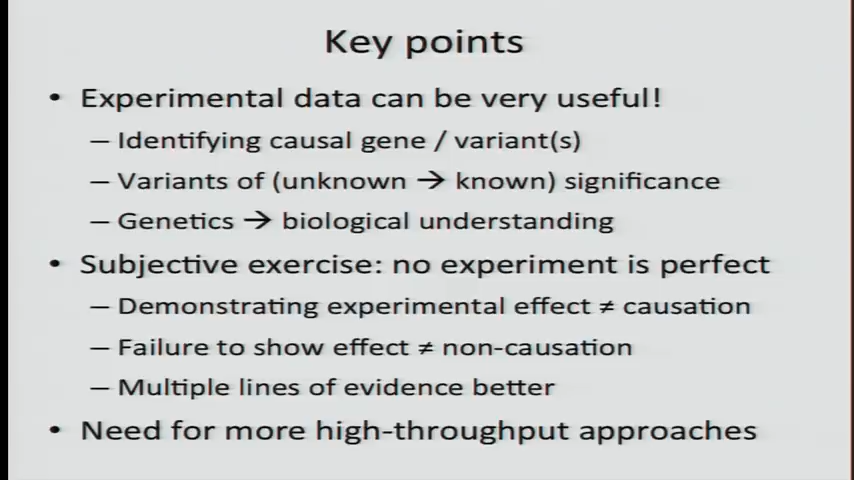 Key points
• Experimental data can be very useful!
– Identifying causal gene / variant(s)
– Variants of (unknown → known) significance
– Genetics → biological understanding
• Subjective exercise: no experiment is perfect
– Demonstrating experimental effect ≠ causation
– Failure to show effect ≠ non-causation
– Multiple lines of evidence better
• Need for more high-throughput approaches